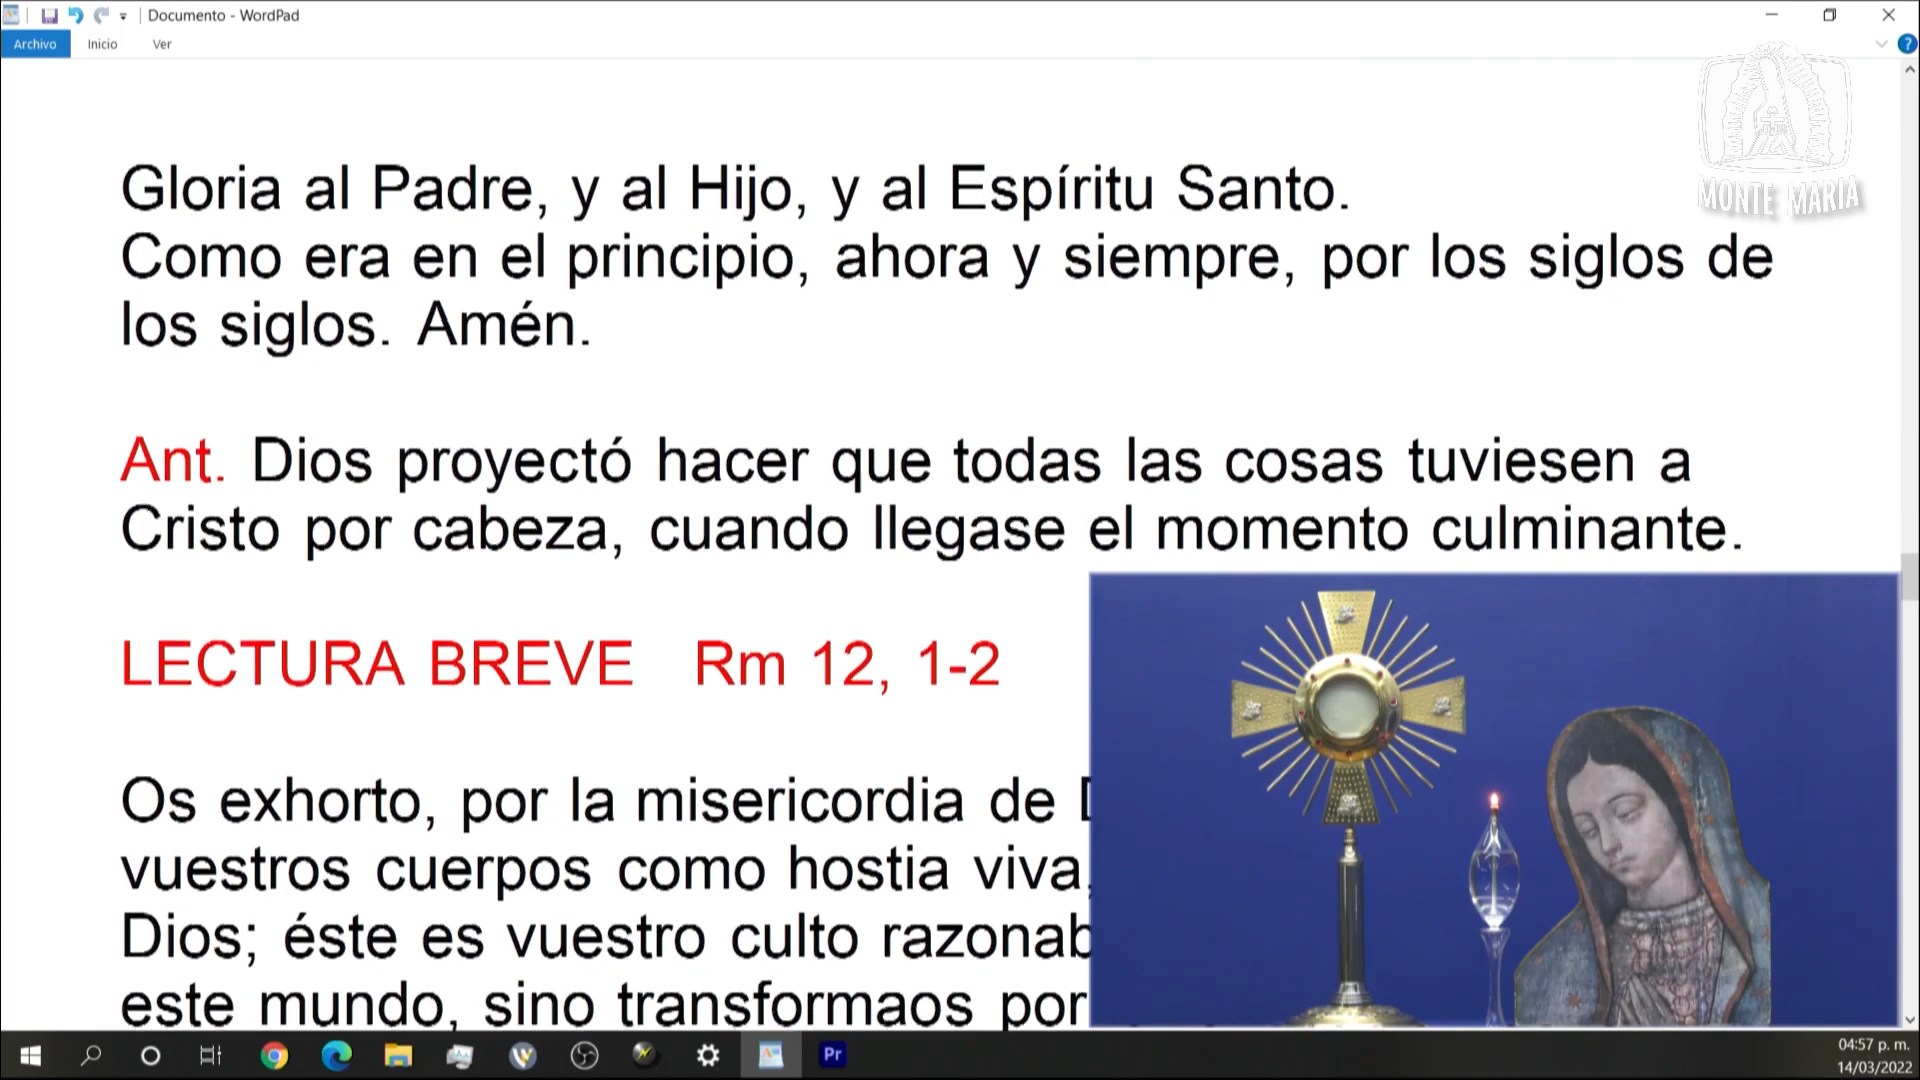 Documento - WordPad
Archivo Inicio Ver
MONTE MARIA
Gloria al Padre, y al Hijo, y al Espíritu Santo.
Como era en el principio, ahora y siempre, por los siglos de
los siglos. Amén.
Ant. Dios proyectó hacer que todas las cosas tuviesen a
Cristo por cabeza, cuando llegase el momento culminante.
LECTURA BREVE Rm 12, 1-2
Os exhorto, por la misericordia de
vuestros cuerpos como hostia viva,
Dios; éste es vuestro culto razonab
este mundo, sino transformaos por
Pr
04:57 p. m.
14/03/2022